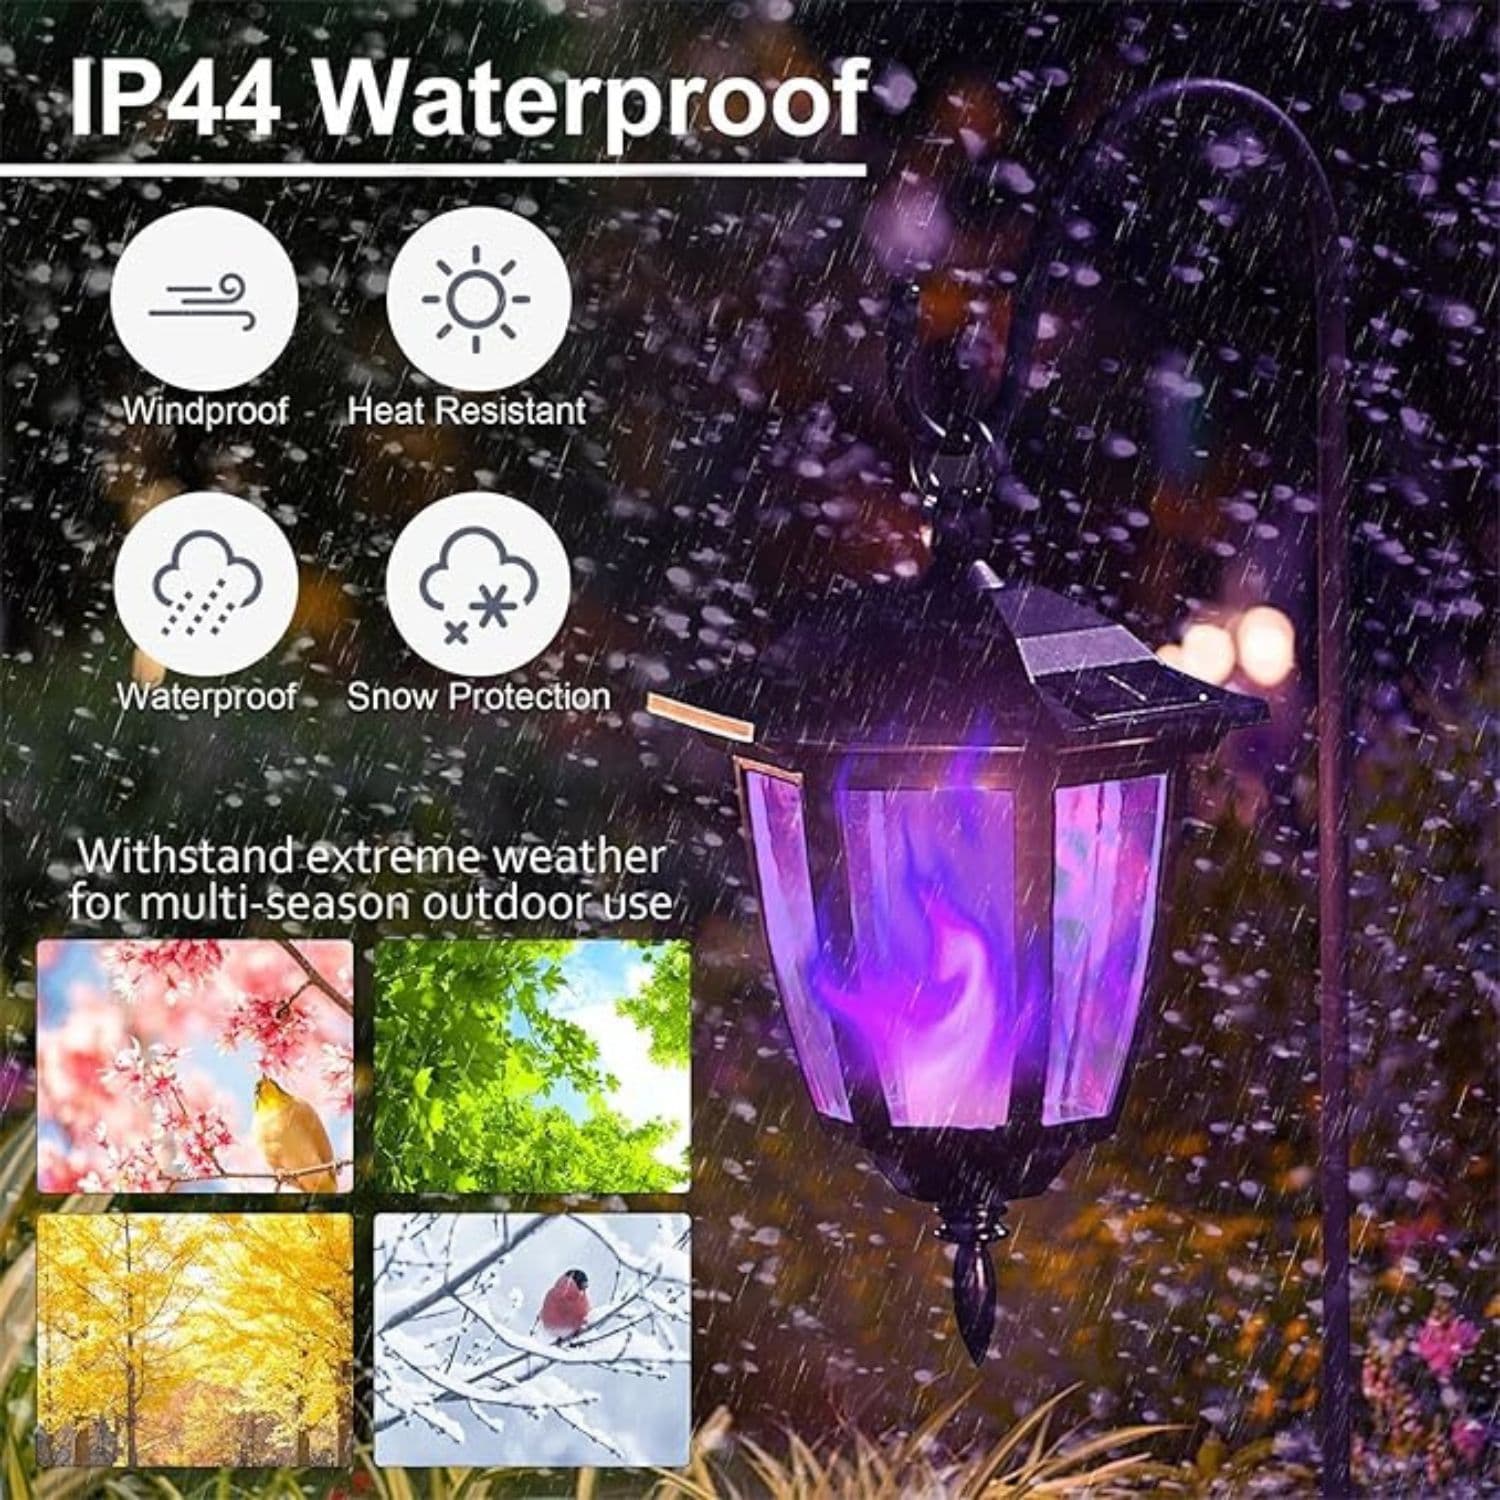 IP44 Waterproof
Windproof
Heat Resistant
Waterproof
Snow Protection
Withstand extreme weather
for multi-season outdoor use